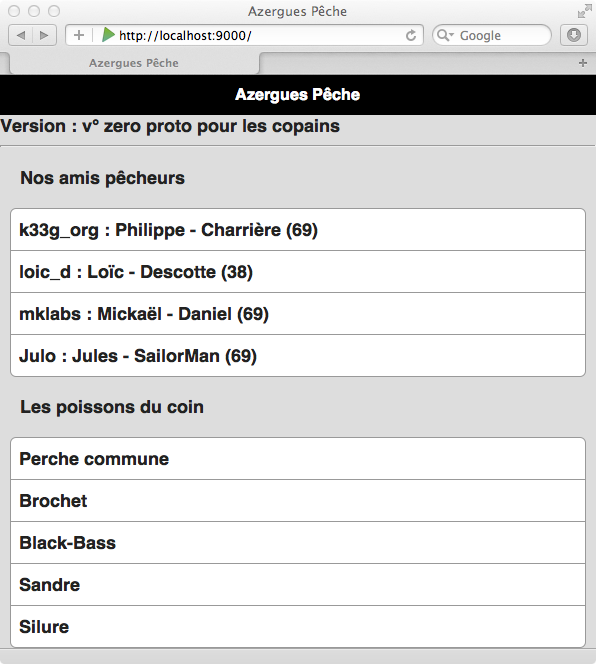 Azergues Pêche
http://localhost:9000/
Google
Azergues Pêche
Azergues Pêche
Version : v° zero proto pour les copains
Nos amis pêcheurs
k33g_org : Philippe - Charrière (69)
loic_d : Loïc - Descotte (38)
mklabs : Mickaël - Daniel (69)
Julo : Jules - SailorMan (69)
Les poissons du coin
Perche commune
Brochet
Black-Bass
Sandre
Silure